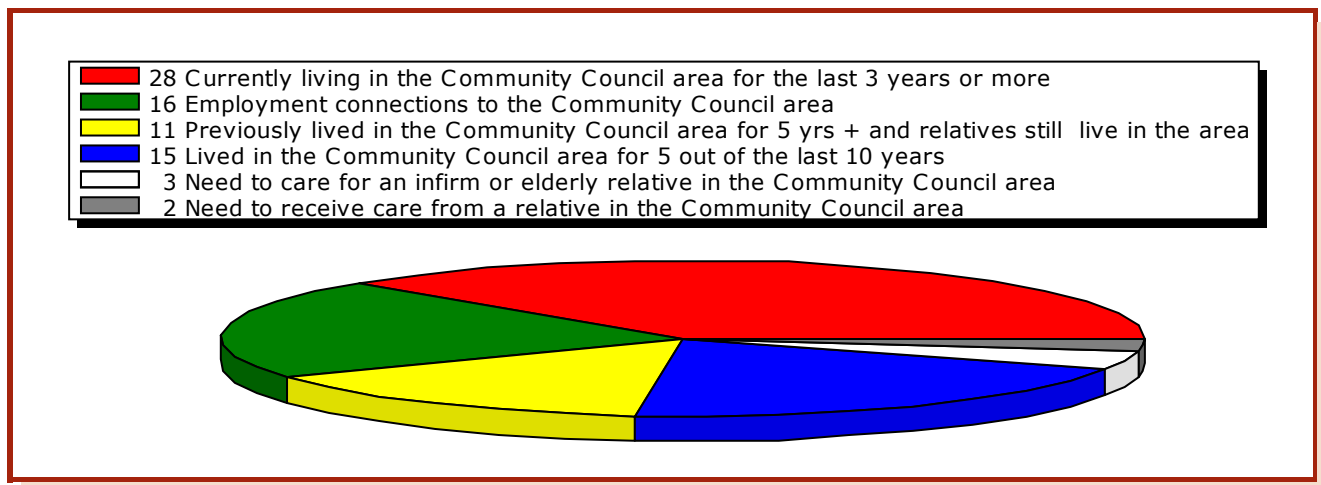 28 Currently living in the Community Council area for the last 3 years or more
16 Employment connections to the Community Council area
11 Previously lived in the Community Council area for 5 yrs + and relatives still  live in the area
15 Lived in the Community Council area for 5 out of the last 10 years
3 Need to care for an infirm or elderly relative in the Community Council area
2 Need to receive care from a relative in the Community Council area